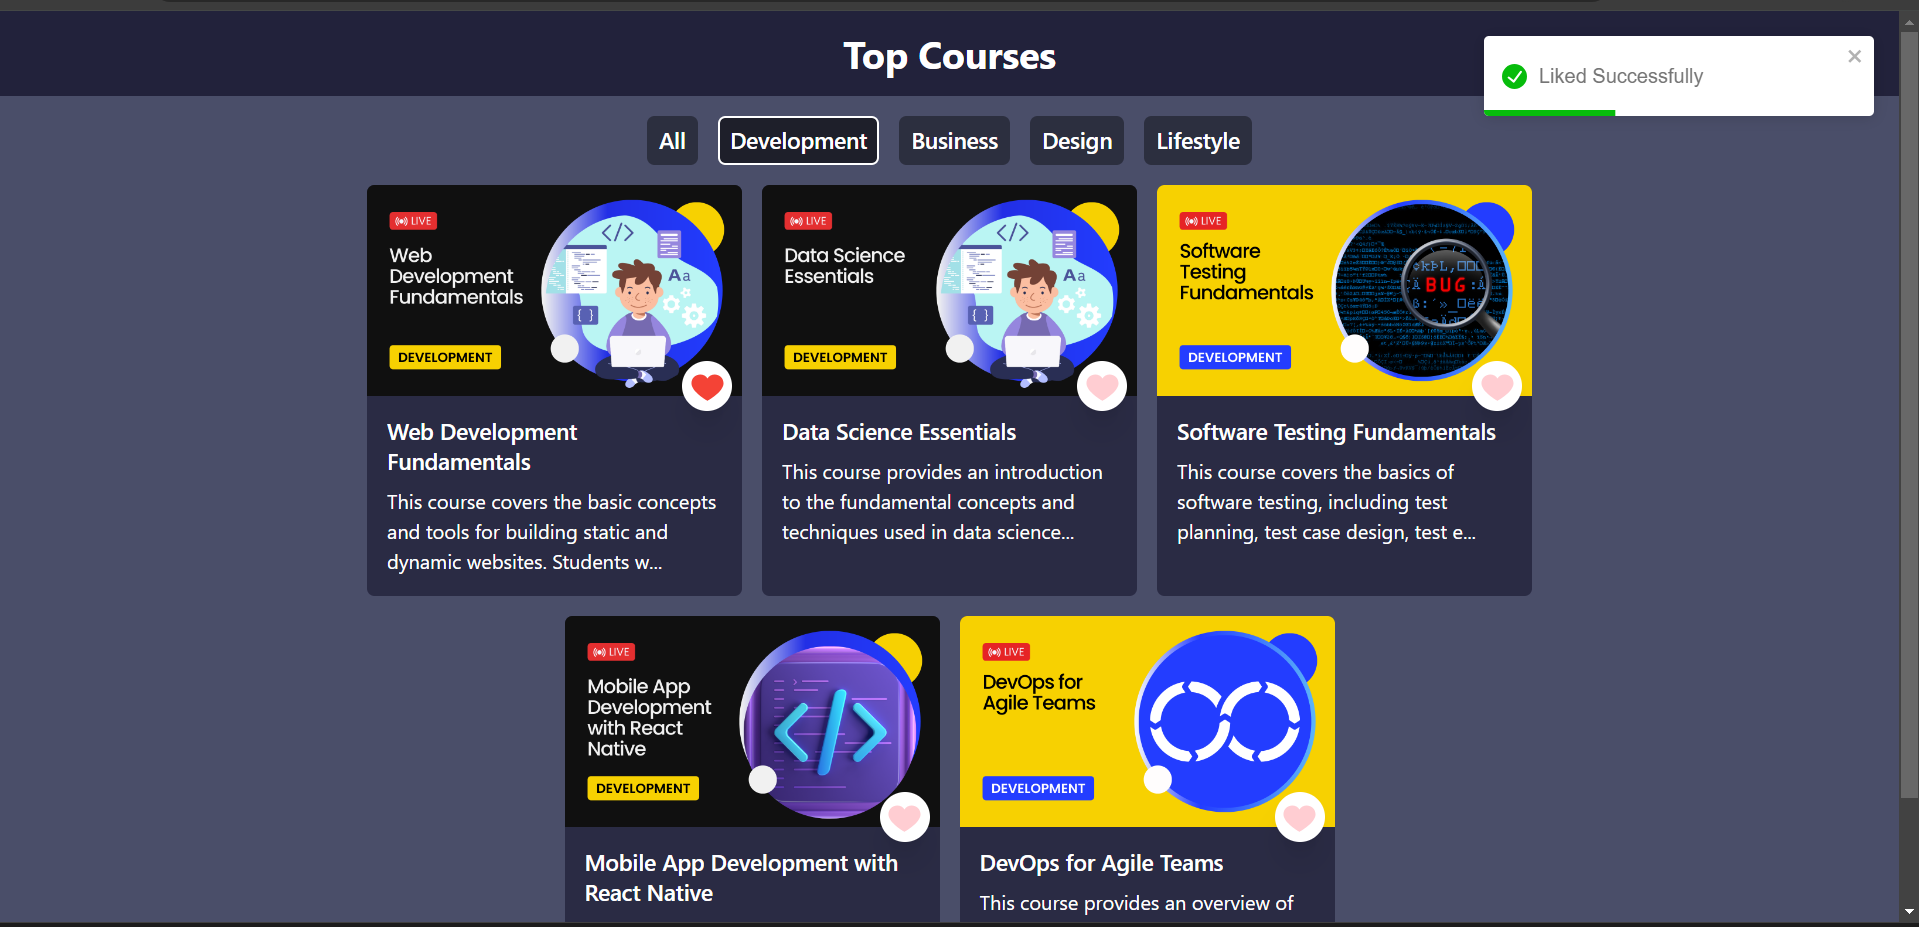 Top Courses
Liked Successfully
All
Development
Business
Design
Lifestyle
LIVE
Web
Development
Fundamentals
</>
Aa
{ }
DEVELOPMENT
Web Development
Fundamentals
This course covers the basic concepts
and tools for building static and
dynamic websites. Students w...
LIVE
Data Science
Essentials
</>
Aa
{ }
DEVELOPMENT
Data Science Essentials
This course provides an introduction
to the fundamental concepts and
techniques used in data science...
LIVE
Software
Testing
Fundamentals
BUG
DEVELOPMENT
Software Testing Fundamentals
This course covers the basics of
software testing, including test
planning, test case design, test e...
LIVE
Mobile App
Development
with React
Native
</>
DEVELOPMENT
Mobile App Development with
React Native
LIVE
DevOps for
Agile Teams
DEVELOPMENT
DevOps for Agile Teams
This course provides an overview of